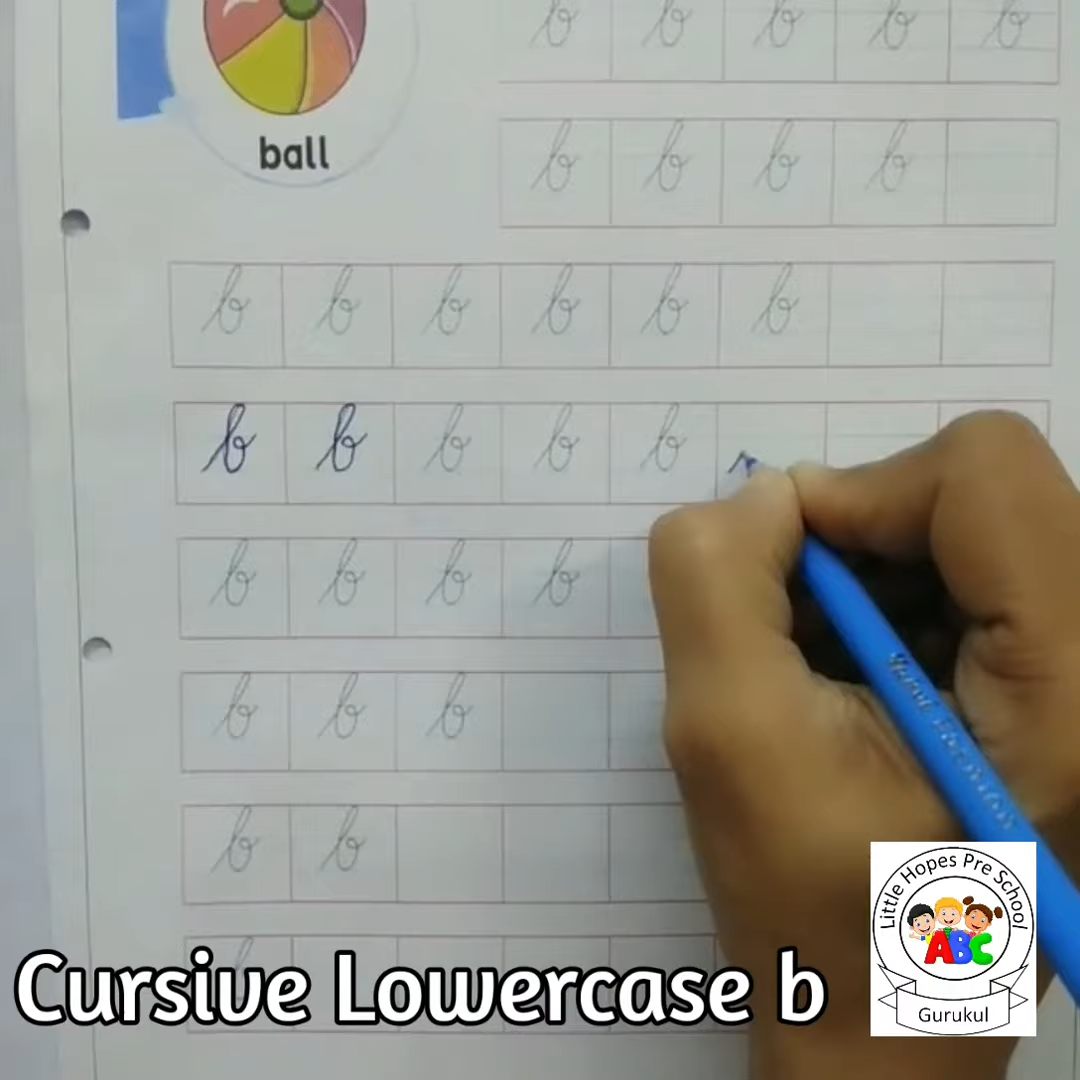 b b b b b
ball
b b b b
b b b b b b
b b b b b
b b b b
b b b
b b
Cursive Lowercase b
Little Hopes Pre School
ABC
Gurukul